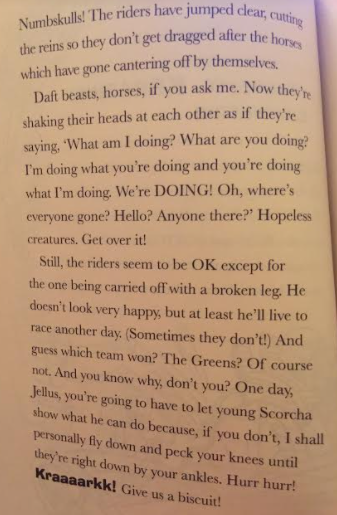 Numbskulls! The riders have jumped clear, cutting
the reins so they don't get dragged after the horses
which have gone cantering off by themselves.
Daft beasts, horses, if you ask me. Now they're
shaking their heads at each other as if they're
saying, ‘What am I doing? What are you doing?
I'm doing what you're doing and you're doing
what I'm doing. We're DOING! Oh, where's
everyone gone? Hello? Anyone there?’ Hopeless
creatures. Get over it!
Still, the riders seem to be OK except for
the one being carried off with a broken leg. He
doesn't look very happy, but at least he'll live to
race another day. (Sometimes they don't!) And
guess which team won? The Greens? Of course
not. And you know why, don't you? One day,
Jellus, you're going to have to let young Scorcha
show what he can do because, if you don't, I shall
personally fly down and peck your knees until
they're right down by your ankles. Hurr hurr!
Kraaaarkk! Give us a biscuit!